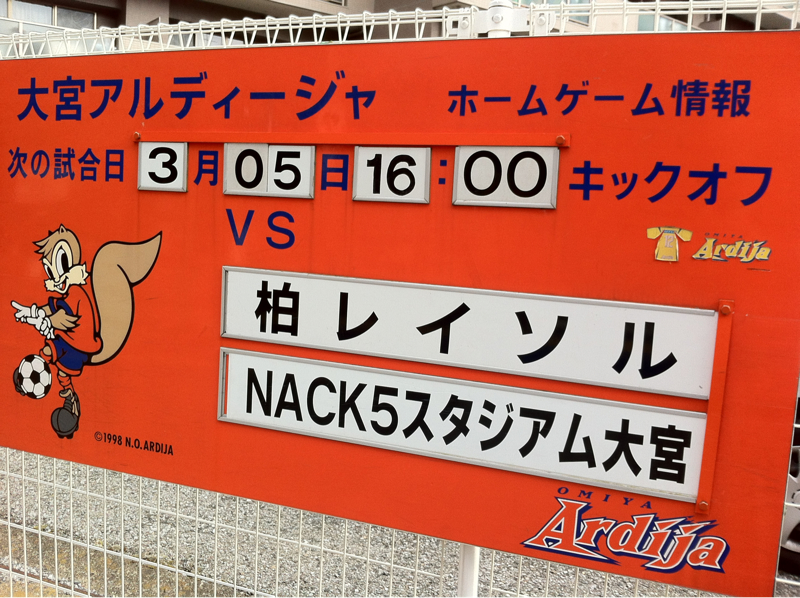 大宮アルディージャ ホームゲーム情報
次の試合日 3月05日16:00キックオフ
VS
OMIYA
Ardija
柏レイソル
NACK5スタジアム大宮
©1998 N.O.ARDIJA
OMIYA
Ardija